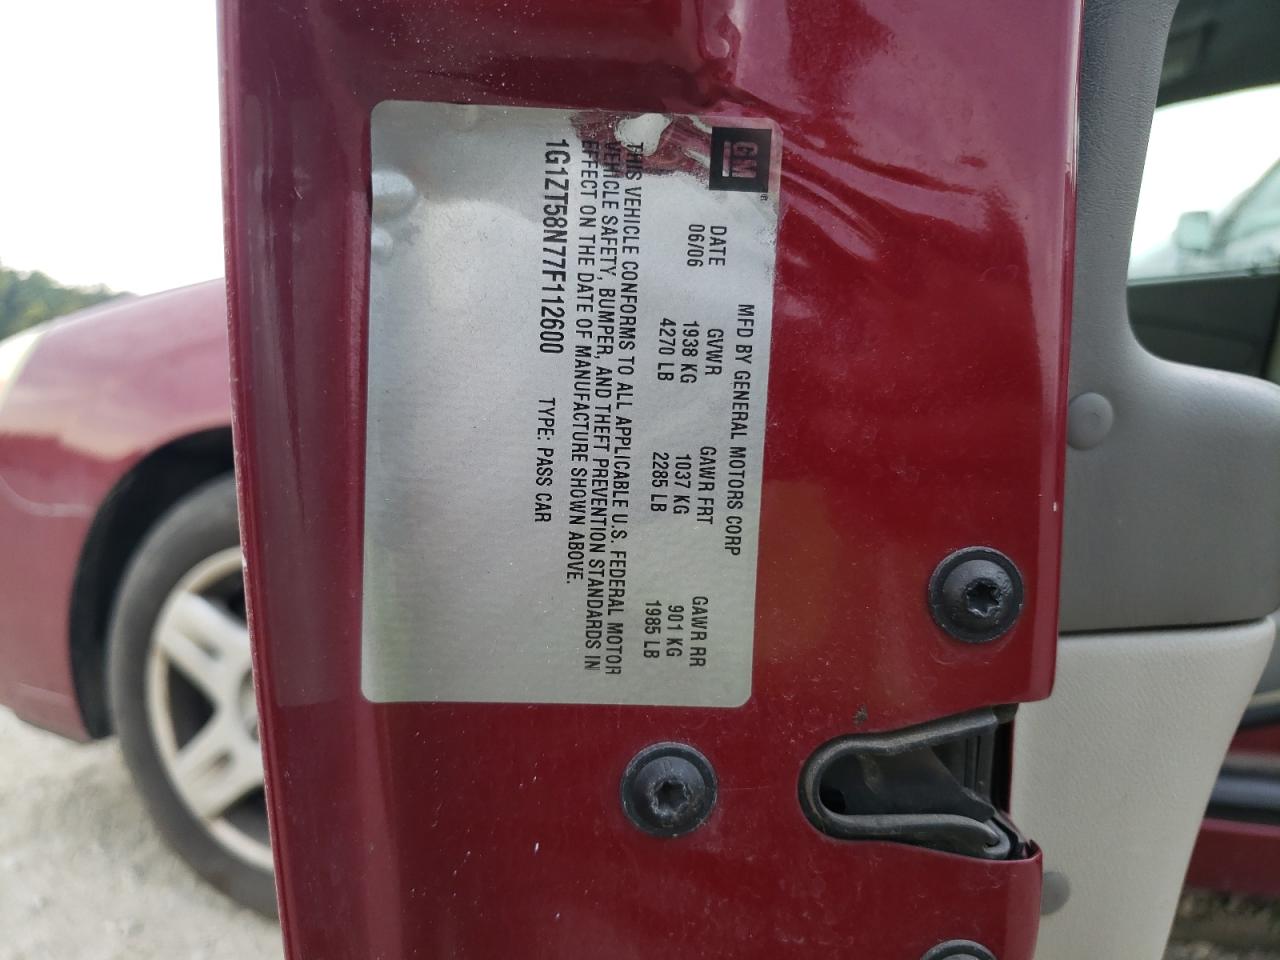 GM
MFD BY GENERAL MOTORS CORP
DATE GVWR GAWR FRT GAWR RR
06/06 1938 KG 1037 KG 901 KG
4270 LB 2285 LB 1985 LB
THIS VEHICLE CONFORMS TO ALL APPLICABLE U.S. FEDERAL MOTOR
VEHICLE SAFETY, BUMPER, AND THEFT PREVENTION STANDARDS IN
EFFECT ON THE DATE OF MANUFACTURE SHOWN ABOVE.
1G1ZT58N77F112600 TYPE: PASS CAR